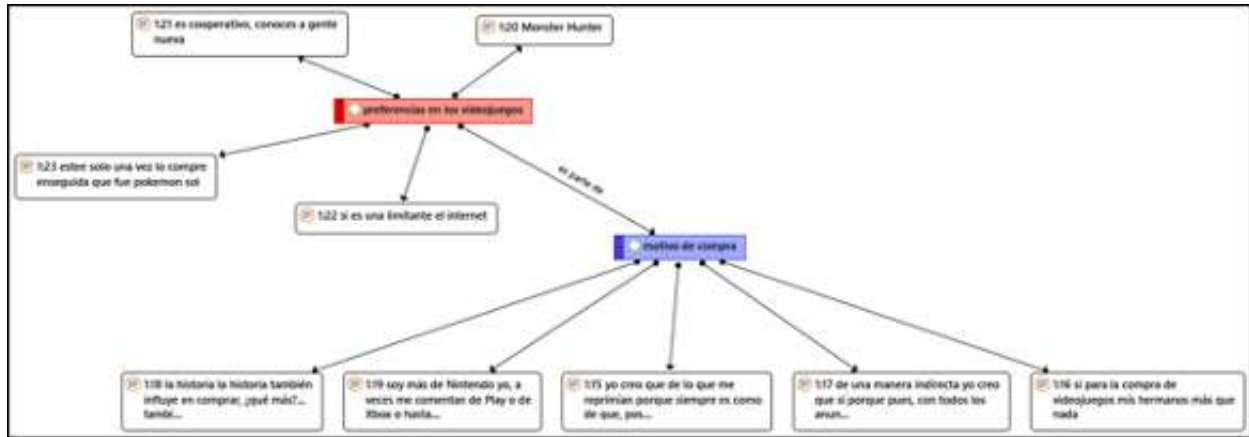 1:21 es cooperativo, conoces a gente
nueva
1:20 Monster Hunter
preferencias en los videojuegos
1:23 estee solo una vez lo compre
enseguida que fue pokemon sol
1:22 si es una limitante el internet
es parte de
motivo de compra
1:18 la historia la historia también
influye en comprar, ¿qué más?...
tambi...
1:19 soy más de Nintendo yo, a
veces me comentan de Play o de
Xbox o hasta...
1:15 yo creo que de lo que me
reprimían porque siempre es como
de que, pos...
1:17 de una manera indirecta yo creo
que si porque pues, con todos los
anun...
1:16 si para la compra de
videojuegos mis hermanos más que
nada